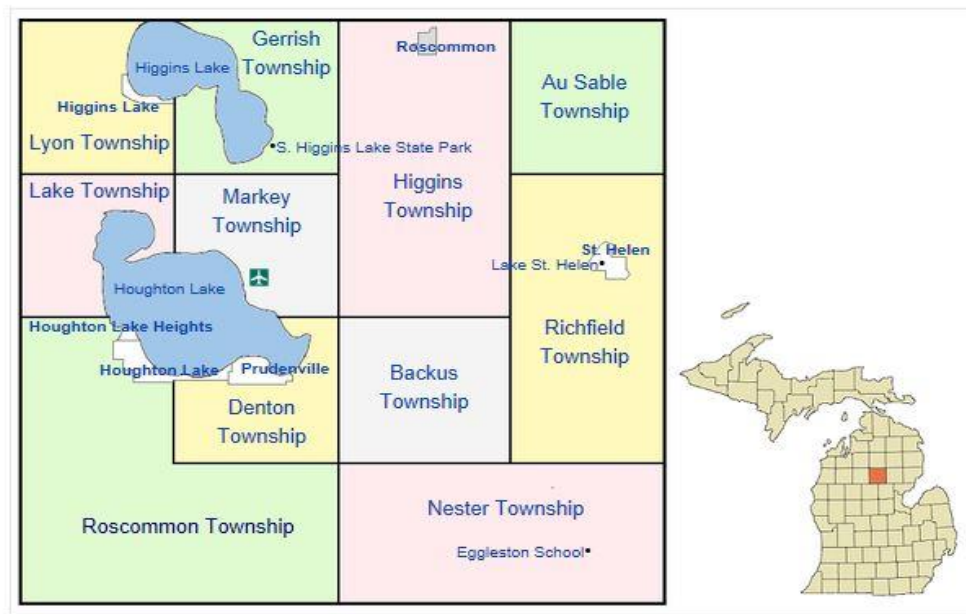 Gerrish
Township
Roscommon
Higgins Lake
Au Sable
Township
Higgins Lake
Lyon Township
S. Higgins Lake State Park
Lake Township
Markey
Township
Higgins
Township
St. Helen
Lake St. Helen
Houghton Lake
Houghton Lake Heights
Richfield
Township
Houghton Lake
Prudenville
Backus
Township
Denton
Township
Nester Township
Roscommon Township
Eggleston School